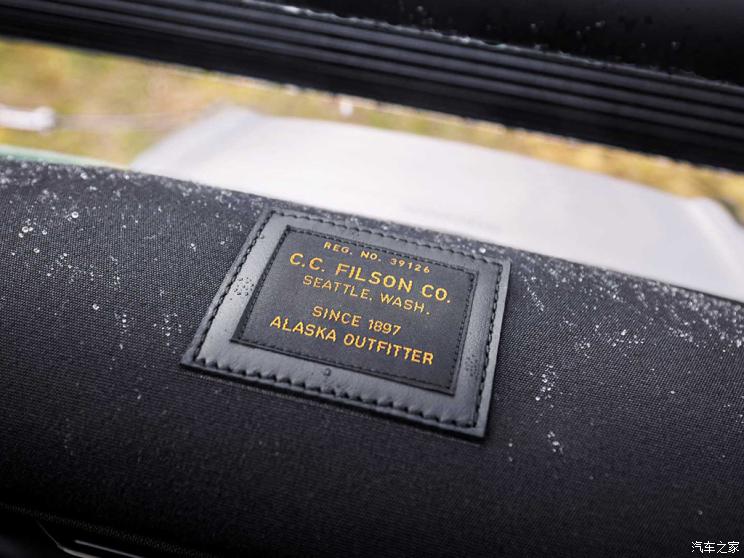 REG. NO. 39126
C.C. FILSON CO.
SEATTLE, WASH.
SINCE 1897
ALASKA OUTFITTER
汽车之家